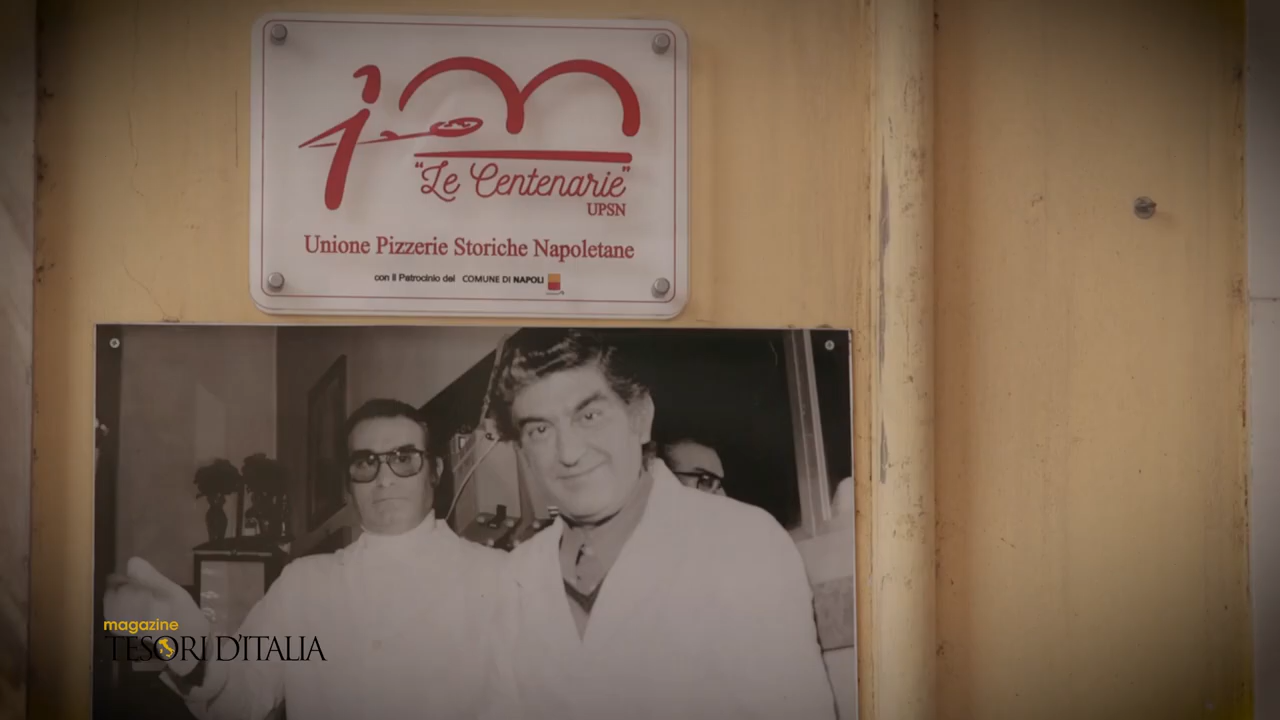 "Le Centenarie"
UPSN
Unione Pizzerie Storiche Napoletane
con Il Patrocinio del COMUNE DI NAPOLI
magazine
TESORI D'ITALIA